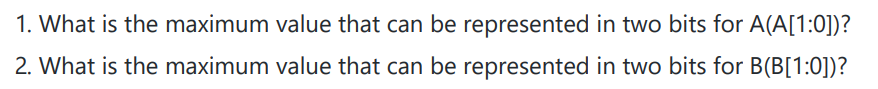 1. What is the maximum value that can be represented in two bits for A(A[1:0])?
2. What is the maximum value that can be represented in two bits for B(B[1:0])?